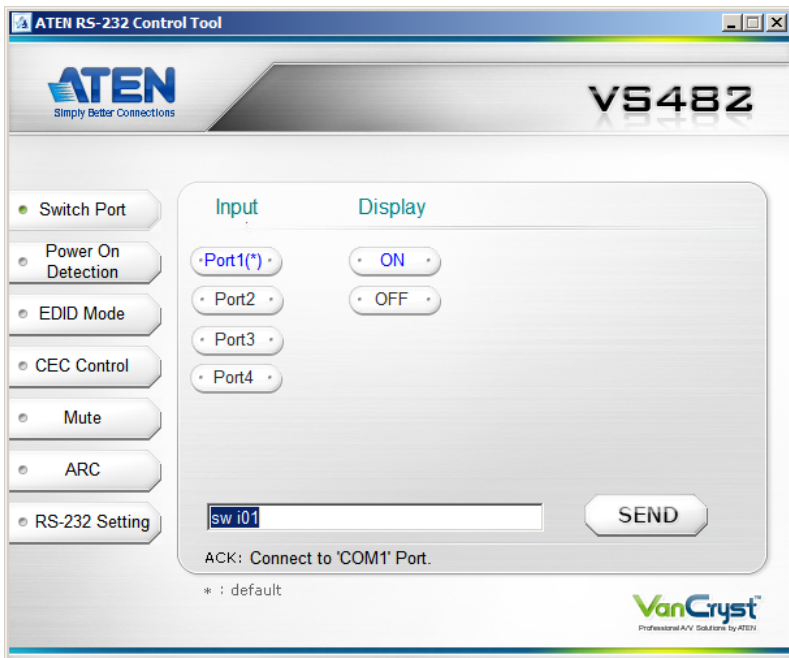 ATEN RS-232 Control Tool
ATEN
Simply Better Connections
VS482
Switch Port
Power On
Detection
EDID Mode
CEC Control
Mute
ARC
RS-232 Setting
Input
Display
Port1(*)
ON
Port2
OFF
Port3
Port4
sw i01
SEND
ACK: Connect to 'COM1' Port.
* : default
VanCryst™
Professional A/V Solutions by ATEN